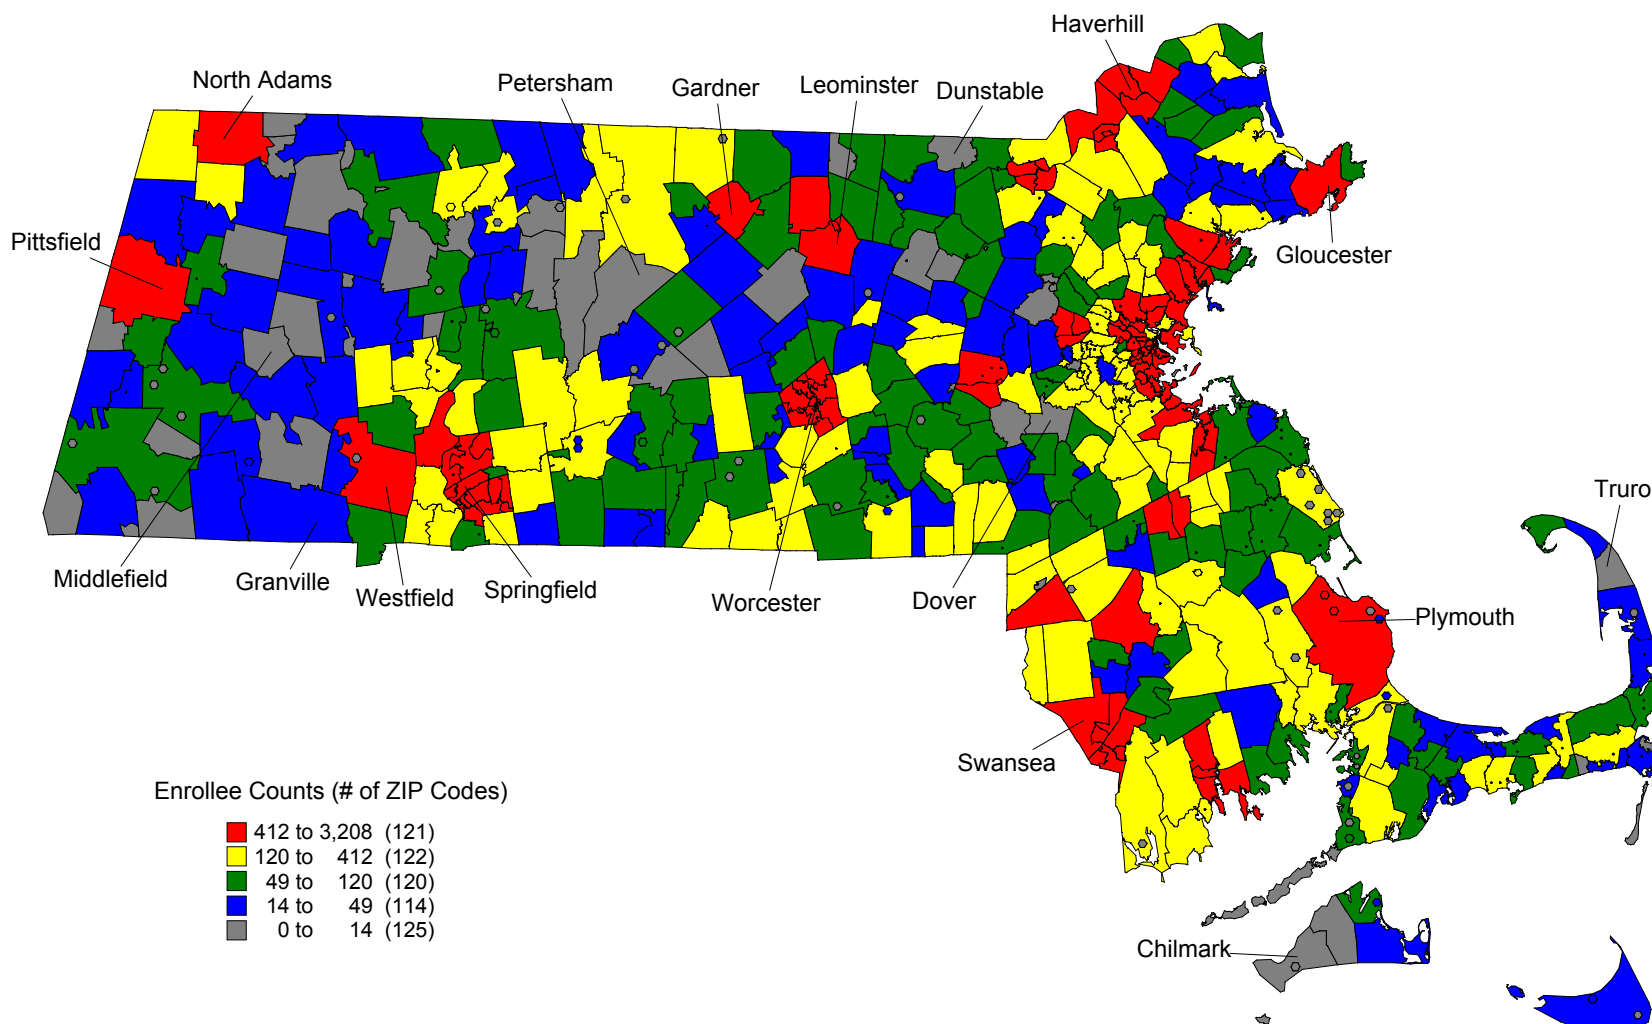 Haverhill
North Adams
Petersham
Gardner
Leominster
Dunstable
Pittsfield
Gloucester
Truro
Middlefield
Granville
Westfield
Springfield
Worcester
Dover
Plymouth
Swansea
Enrollee Counts (# of ZIP Codes)
412 to 3,208 (121)
120 to 412 (122)
49 to 120 (120)
14 to 49 (114)
0 to 14 (125)
Chilmark